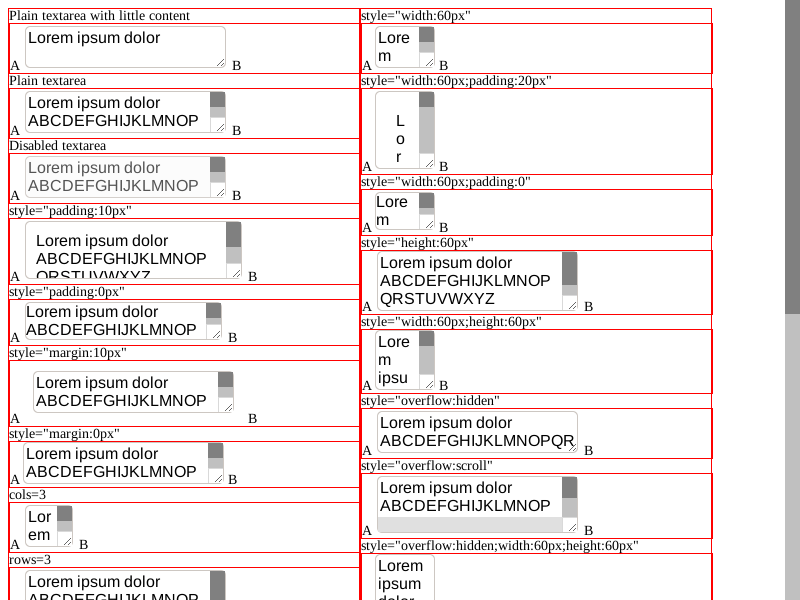 Plain textarea with little content
Lorem ipsum dolor
A B
Plain textarea
Lorem ipsum dolor
ABCDEFGHIJKLMNOP
A B
Disabled textarea
Lorem ipsum dolor
ABCDEFGHIJKLMNOP
A B
style="padding:10px"
Lorem ipsum dolor
ABCDEFGHIJKLMNOP
QRSTUVWXYZ
A B
style="padding:0px"
Lorem ipsum dolor
ABCDEFGHIJKLMNOP
A B
style="margin:10px"
Lorem ipsum dolor
ABCDEFGHIJKLMNOP
A B
style="margin:0px"
Lorem ipsum dolor
ABCDEFGHIJKLMNOP
A B
cols=3
Lor
em
A B
rows=3
Lorem ipsum dolor
ABCDEFGHIJKLMNOP
style="width:60px"
Lore
m
A B
style="width:60px;padding:20px"
L
o
r
A B
style="width:60px;padding:0"
Lore
m
A B
style="height:60px"
Lorem ipsum dolor
ABCDEFGHIJKLMNOP
QRSTUVWXYZ
A B
style="width:60px;height:60px"
Lore
m
ipsu
A B
style="overflow:hidden"
Lorem ipsum dolor
ABCDEFGHIJKLMNOPQR
A B
style="overflow:scroll"
Lorem ipsum dolor
ABCDEFGHIJKLMNOP
A B
style="overflow:hidden;width:60px;height:60px"
Lorem
ipsum
dolor